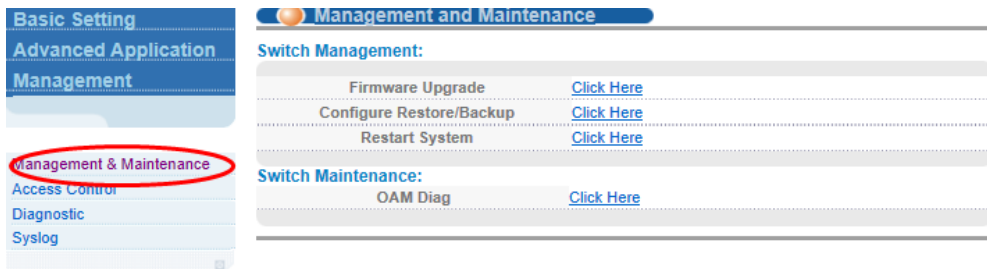 Basic Setting
Advanced Application
Management
Management & Maintenance
Access Control
Diagnostic
Syslog
Management and Maintenance
Switch Management:
Firmware Upgrade Click Here
Configure Restore/Backup Click Here
Restart System Click Here
Switch Maintenance:
OAM Diag Click Here